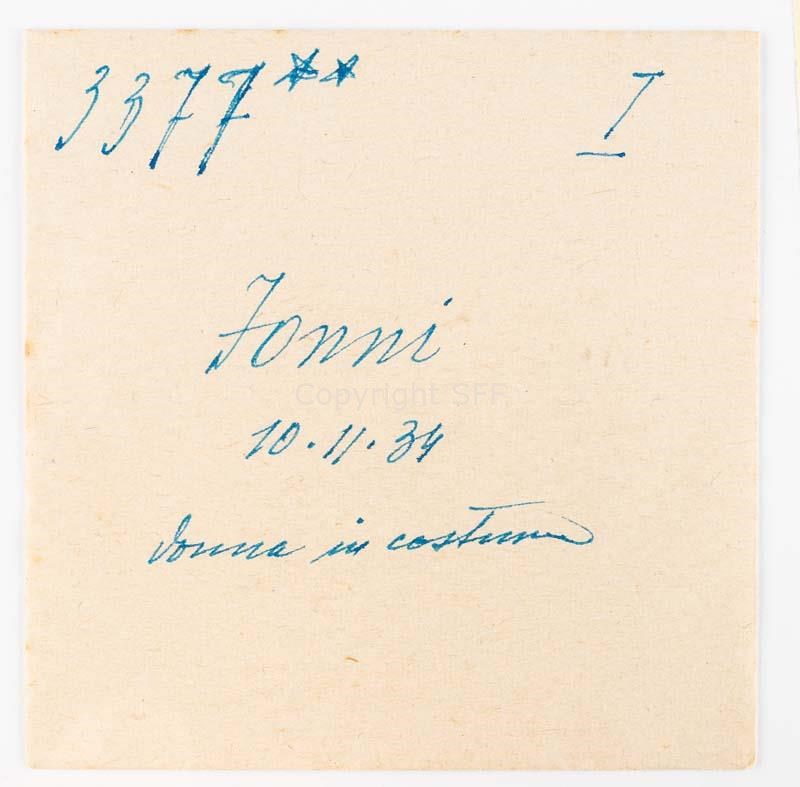 3377** I
Fonni
Copyright SFF
10.11.34
donna in costume